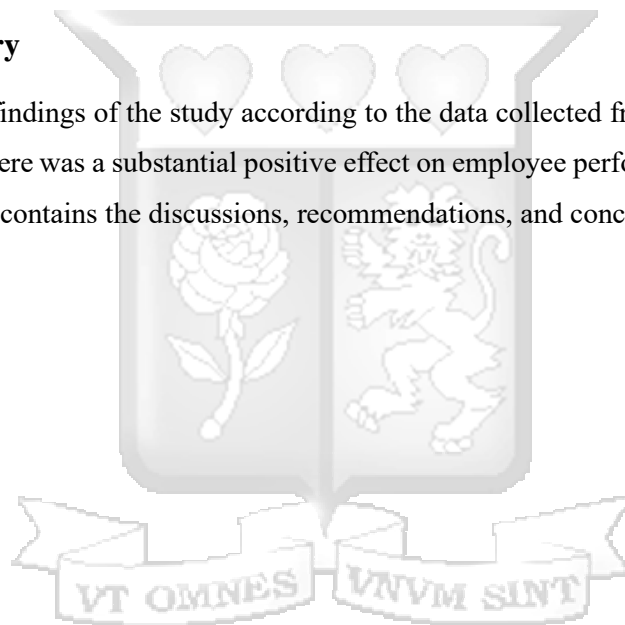 ry
findings of the study according to the data collected fr
ere was a substantial positive effect on employee perfo
contains the discussions, recommendations, and conc
VT OMNES VNVM SINT